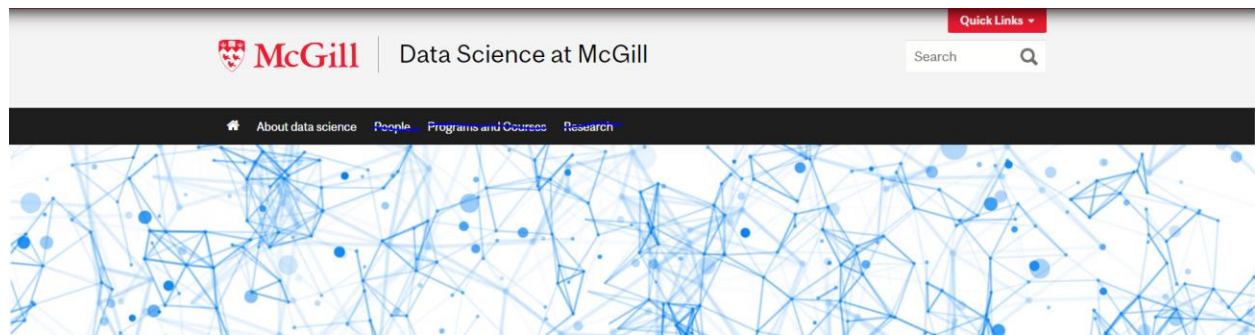 Quick Links
McGill Data Science at McGill
Search
About data science People Programs and Courses Research